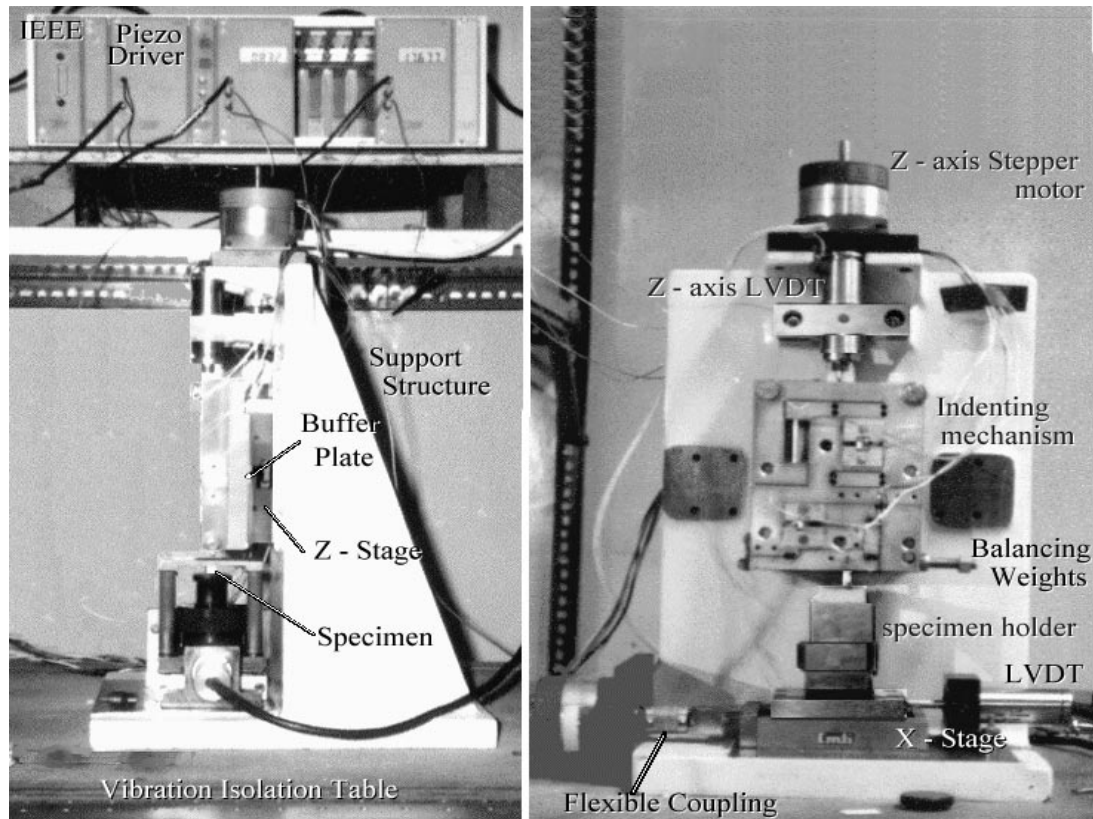 IEEE
Piezo
Driver
Support
Structure
Buffer
Plate
Z - Stage
Specimen
Vibration Isolation Table
Z - axis Stepper
motor
Z - axis LVDT
Indenting
mechanism
Balancing
Weights
specimen holder
LVDT
X - Stage
Flexible Coupling